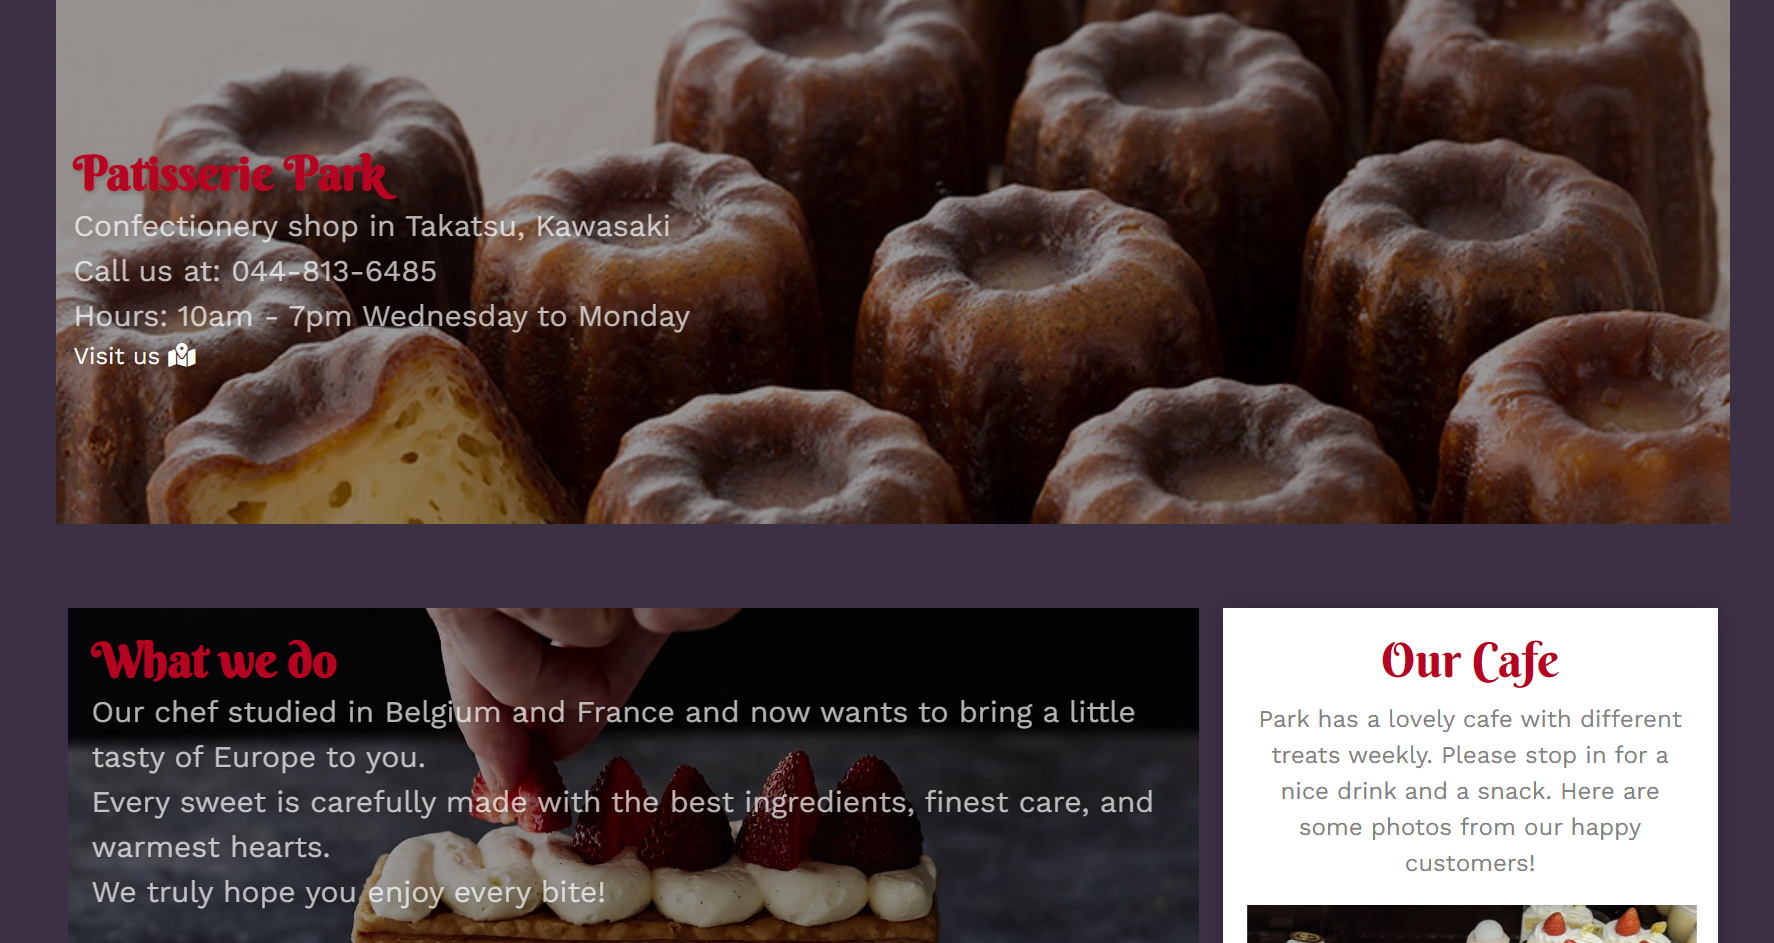 Patisserie Park
Confectionery shop in Takatsu, Kawasaki
Call us at: 044-813-6485
Hours: 10am - 7pm Wednesday to Monday
Visit us
What we do
Our chef studied in Belgium and France and now wants to bring a little
tasty of Europe to you.
Every sweet is carefully made with the best ingredients, finest care, and
warmest hearts.
We truly hope you enjoy every bite!
Our Cafe
Park has a lovely cafe with different
treats weekly. Please stop in for a
nice drink and a snack. Here are
some photos from our happy
customers!